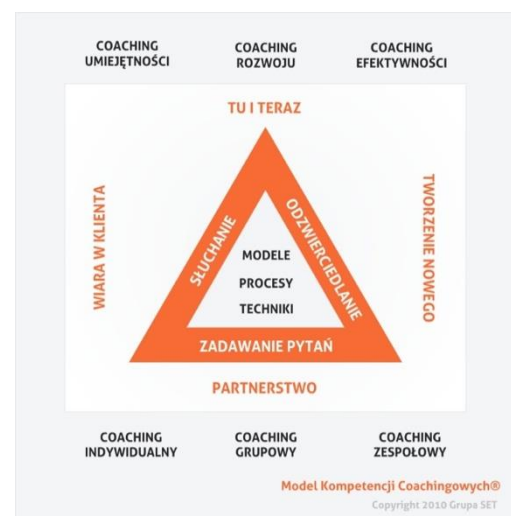 COACHING
UMIEJĘTNOŚCI
COACHING
ROZWOJU
COACHING
EFEKTYWNOŚCI
TU I TERAZ
WIARA W KLIENTA
SŁUCHANIE
ODZWIERCIEDLANIE
TWORZENIE NOWEGO
MODELE
PROCESY
TECHNIKI
ZADAWANIE PYTAŃ
PARTNERSTWO
COACHING
INDYWIDUALNY
COACHING
GRUPOWY
COACHING
ZESPOŁOWY
Model Kompetencji Coachingowych®
Copyright 2010 Grupa SET